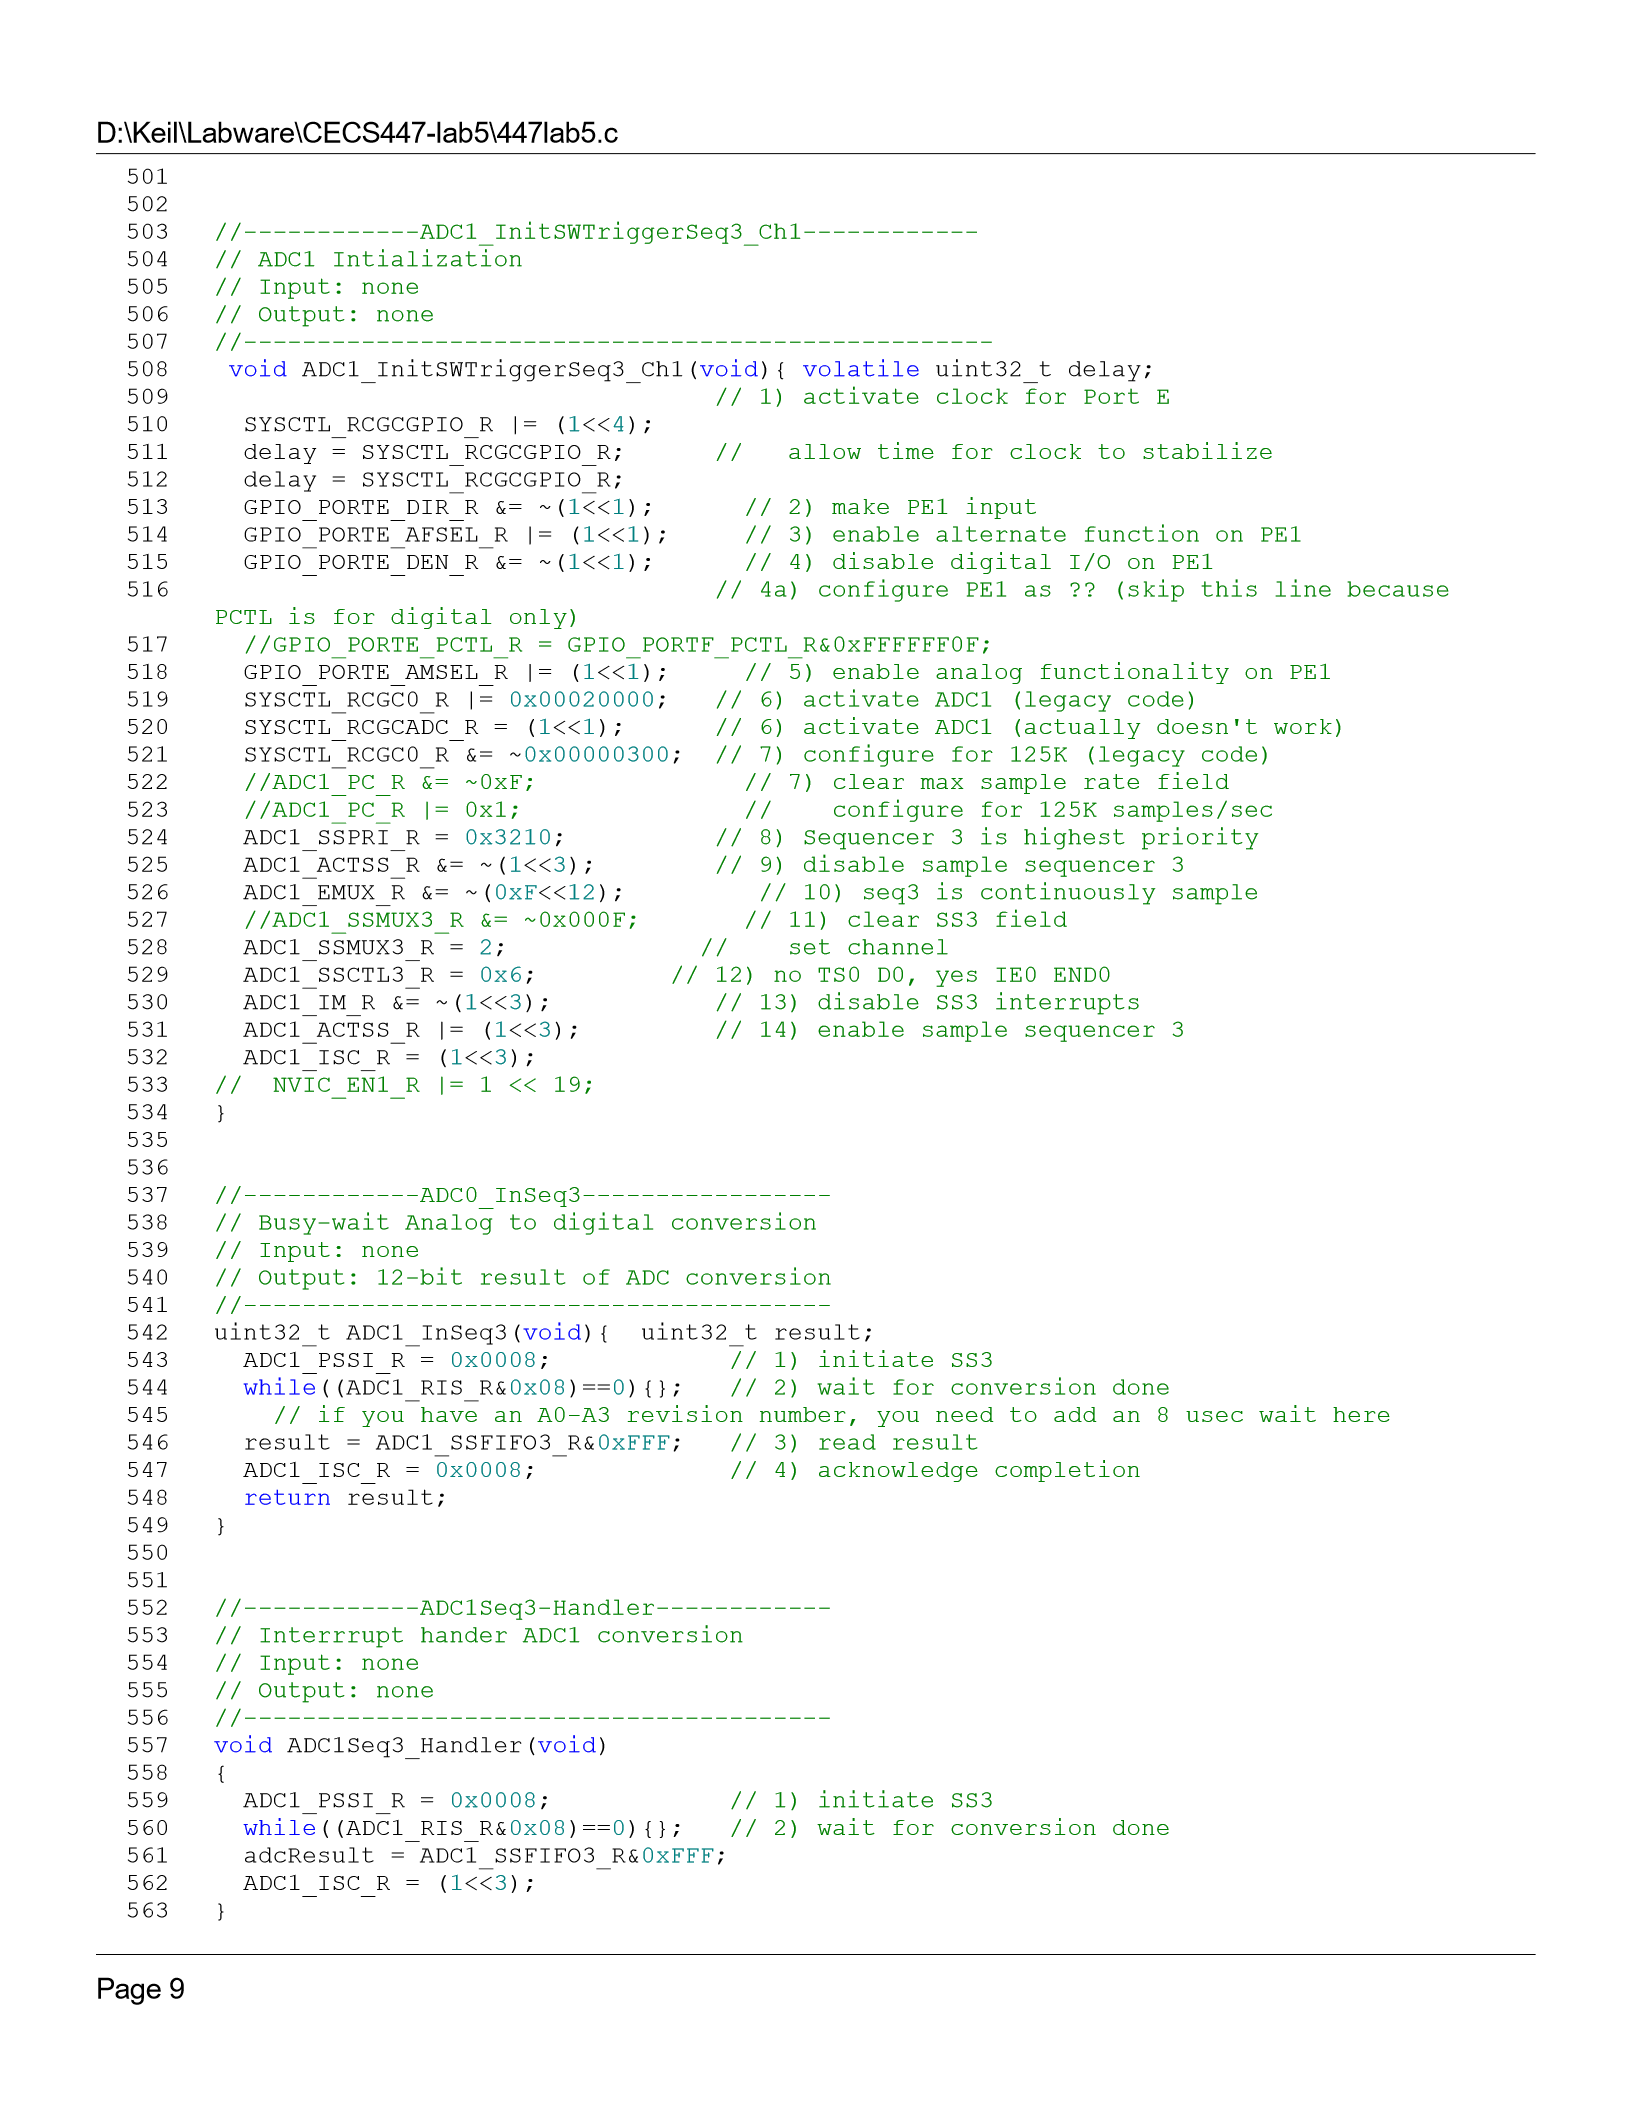 D:\Keil\Labware\CECS447-lab5\447lab5.c
501
502
503 //------------ADC1_InitSWTriggerSeq3_Ch1------------
504 // ADC1 Intialization
505 // Input: none
506 // Output: none
507 //---------------------------------------------------
508 void ADC1_InitSWTriggerSeq3_Ch1(void){ volatile uint32_t delay;
509 // 1) activate clock for Port E
510 SYSCTL_RCGCGPIO_R |= (1<<4);
511 delay = SYSCTL_RCGCGPIO_R; // allow time for clock to stabilize
512 delay = SYSCTL_RCGCGPIO_R;
513 GPIO_PORTE_DIR_R &= ~(1<<1); // 2) make PE1 input
514 GPIO_PORTE_AFSEL_R |= (1<<1); // 3) enable alternate function on PE1
515 GPIO_PORTE_DEN_R &= ~(1<<1); // 4) disable digital I/O on PE1
516 // 4a) configure PE1 as ?? (skip this line because
PCTL is for digital only)
517 //GPIO_PORTE_PCTL_R = GPIO_PORTF_PCTL_R&0xFFFFFF0F;
518 GPIO_PORTE_AMSEL_R |= (1<<1); // 5) enable analog functionality on PE1
519 SYSCTL_RCGC0_R |= 0x00020000; // 6) activate ADC1 (legacy code)
520 SYSCTL_RCGCADC_R = (1<<1); // 6) activate ADC1 (actually doesn't work)
521 SYSCTL_RCGC0_R &= ~0x00000300; // 7) configure for 125K (legacy code)
522 //ADC1_PC_R &= ~0xF; // 7) clear max sample rate field
523 //ADC1_PC_R |= 0x1; // configure for 125K samples/sec
524 ADC1_SSPRI_R = 0x3210; // 8) Sequencer 3 is highest priority
525 ADC1_ACTSS_R &= ~(1<<3); // 9) disable sample sequencer 3
526 ADC1_EMUX_R &= ~(0xF<<12); // 10) seq3 is continuously sample
527 //ADC1_SSMUX3_R &= ~0x000F; // 11) clear SS3 field
528 ADC1_SSMUX3_R = 2; // set channel
529 ADC1_SSCTL3_R = 0x6; // 12) no TS0 D0, yes IE0 END0
530 ADC1_IM_R &= ~(1<<3); // 13) disable SS3 interrupts
531 ADC1_ACTSS_R |= (1<<3); // 14) enable sample sequencer 3
532 ADC1_ISC_R = (1<<3);
533 // NVIC_EN1_R |= 1 << 19;
534 }
535
536
537 //------------ADC0_InSeq3-----------------
538 // Busy-wait Analog to digital conversion
539 // Input: none
540 // Output: 12-bit result of ADC conversion
541 //----------------------------------------
542 uint32_t ADC1_InSeq3(void){ uint32_t result;
543 ADC1_PSSI_R = 0x0008; // 1) initiate SS3
544 while((ADC1_RIS_R&0x08)==0){}; // 2) wait for conversion done
545 // if you have an A0-A3 revision number, you need to add an 8 usec wait here
546 result = ADC1_SSFIFO3_R&0xFFF; // 3) read result
547 ADC1_ISC_R = 0x0008; // 4) acknowledge completion
548 return result;
549 }
550
551
552 //------------ADC1Seq3-Handler------------
553 // Interrrupt hander ADC1 conversion
554 // Input: none
555 // Output: none
556 //----------------------------------------
557 void ADC1Seq3_Handler(void)
558 {
559 ADC1_PSSI_R = 0x0008; // 1) initiate SS3
560 while((ADC1_RIS_R&0x08)==0){}; // 2) wait for conversion done
561 adcResult = ADC1_SSFIFO3_R&0xFFF;
562 ADC1_ISC_R = (1<<3);
563 }
Page 9